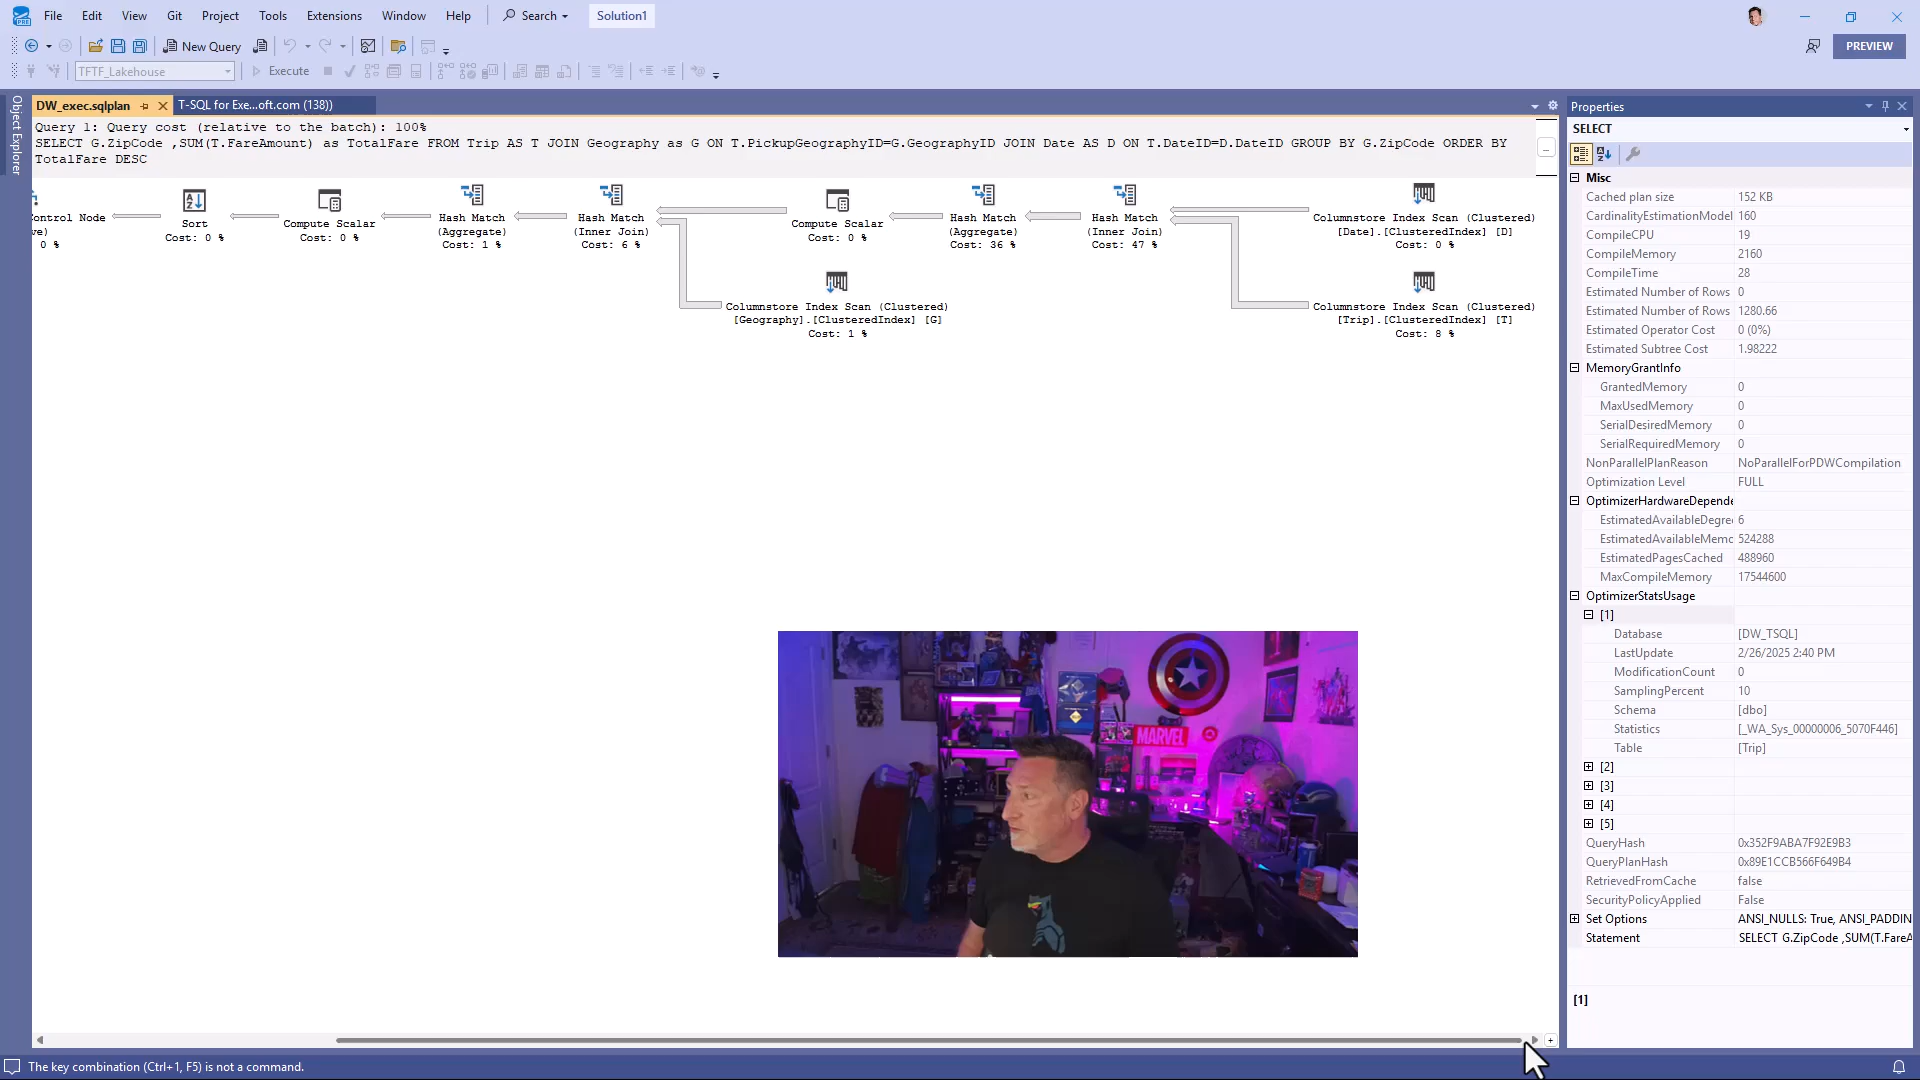 File Edit View Git Project Tools Extensions Window Help Search Solution1
New Query
PREVIEW
TFTF_Lakehouse Execute
Object Explorer
DW_exec.sqlplan T-SQL for Exe...oft.com (138))
Query 1: Query cost (relative to the batch): 100%
SELECT G.ZipCode ,SUM(T.FareAmount) as TotalFare FROM Trip AS T JOIN Geography as G ON T.PickupGeographyID=G.GeographyID JOIN Date AS D ON T.DateID=D.DateID GROUP BY G.ZipCode ORDER BY
TotalFare DESC
ontrol Node
ve)
0 %
Sort
Cost: 0 %
Compute Scalar
Cost: 0 %
Hash Match
(Aggregate)
Cost: 1 %
Hash Match
(Inner Join)
Cost: 6 %
Compute Scalar
Cost: 0 %
Hash Match
(Aggregate)
Cost: 36 %
Hash Match
(Inner Join)
Cost: 47 %
Columnstore Index Scan (Clustered)
[Date].[ClusteredIndex] [D]
Cost: 0 %
Columnstore Index Scan (Clustered)
[Geography].[ClusteredIndex] [G]
Cost: 1 %
Columnstore Index Scan (Clustered)
[Trip].[ClusteredIndex] [T]
Cost: 8 %
MARVEL
Properties
SELECT
Misc
Cached plan size 152 KB
CardinalityEstimationModel 160
CompileCPU 19
CompileMemory 2160
CompileTime 28
Estimated Number of Rows 0
Estimated Number of Rows 1280.66
Estimated Operator Cost 0 (0%)
Estimated Subtree Cost 1.98222
MemoryGrantInfo
GrantedMemory 0
MaxUsedMemory 0
SerialDesiredMemory 0
SerialRequiredMemory 0
NonParallelPlanReason NoParallelForPDWCompilation
Optimization Level FULL
OptimizerHardwareDepende
EstimatedAvailableDegree 6
EstimatedAvailableMemo 524288
EstimatedPagesCached 488960
MaxCompileMemory 17544600
OptimizerStatsUsage
[1]
Database [DW_TSQL]
LastUpdate 2/26/2025 2:40 PM
ModificationCount 0
SamplingPercent 10
Schema [dbo]
Statistics [_WA_Sys_00000006_5070F446]
Table [Trip]
[2]
[3]
[4]
[5]
QueryHash 0x352F9ABA7F92E9B3
QueryPlanHash 0x89E1CCB566F649B4
RetrievedFromCache false
SecurityPolicyApplied False
Set Options ANSI_NULLS: True, ANSI_PADDIN
Statement SELECT G.ZipCode ,SUM(T.FareA
[1]
The key combination (Ctrl+1, F5) is not a command.